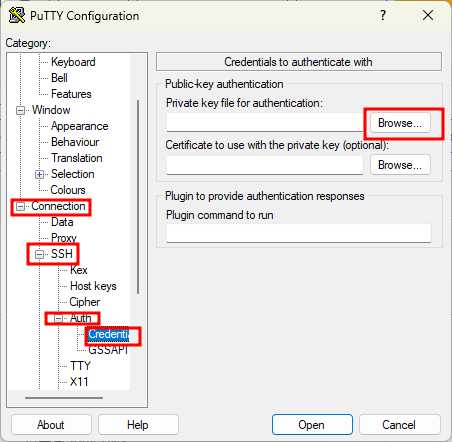 PuTTY Configuration
?
Category:
Keyboard
Bell
Features
Window
Appearance
Behaviour
Translation
Selection
Colours
Connection
Data
Proxy
SSH
Kex
Host keys
Cipher
Auth
Credenti
GSSAPI
TTY
X11
Credentials to authenticate with
Public-key authentication
Private key file for authentication:
Browse...
Certificate to use with the private key (optional):
Browse...
Plugin to provide authentication responses
Plugin command to run
About
Help
Open
Cancel